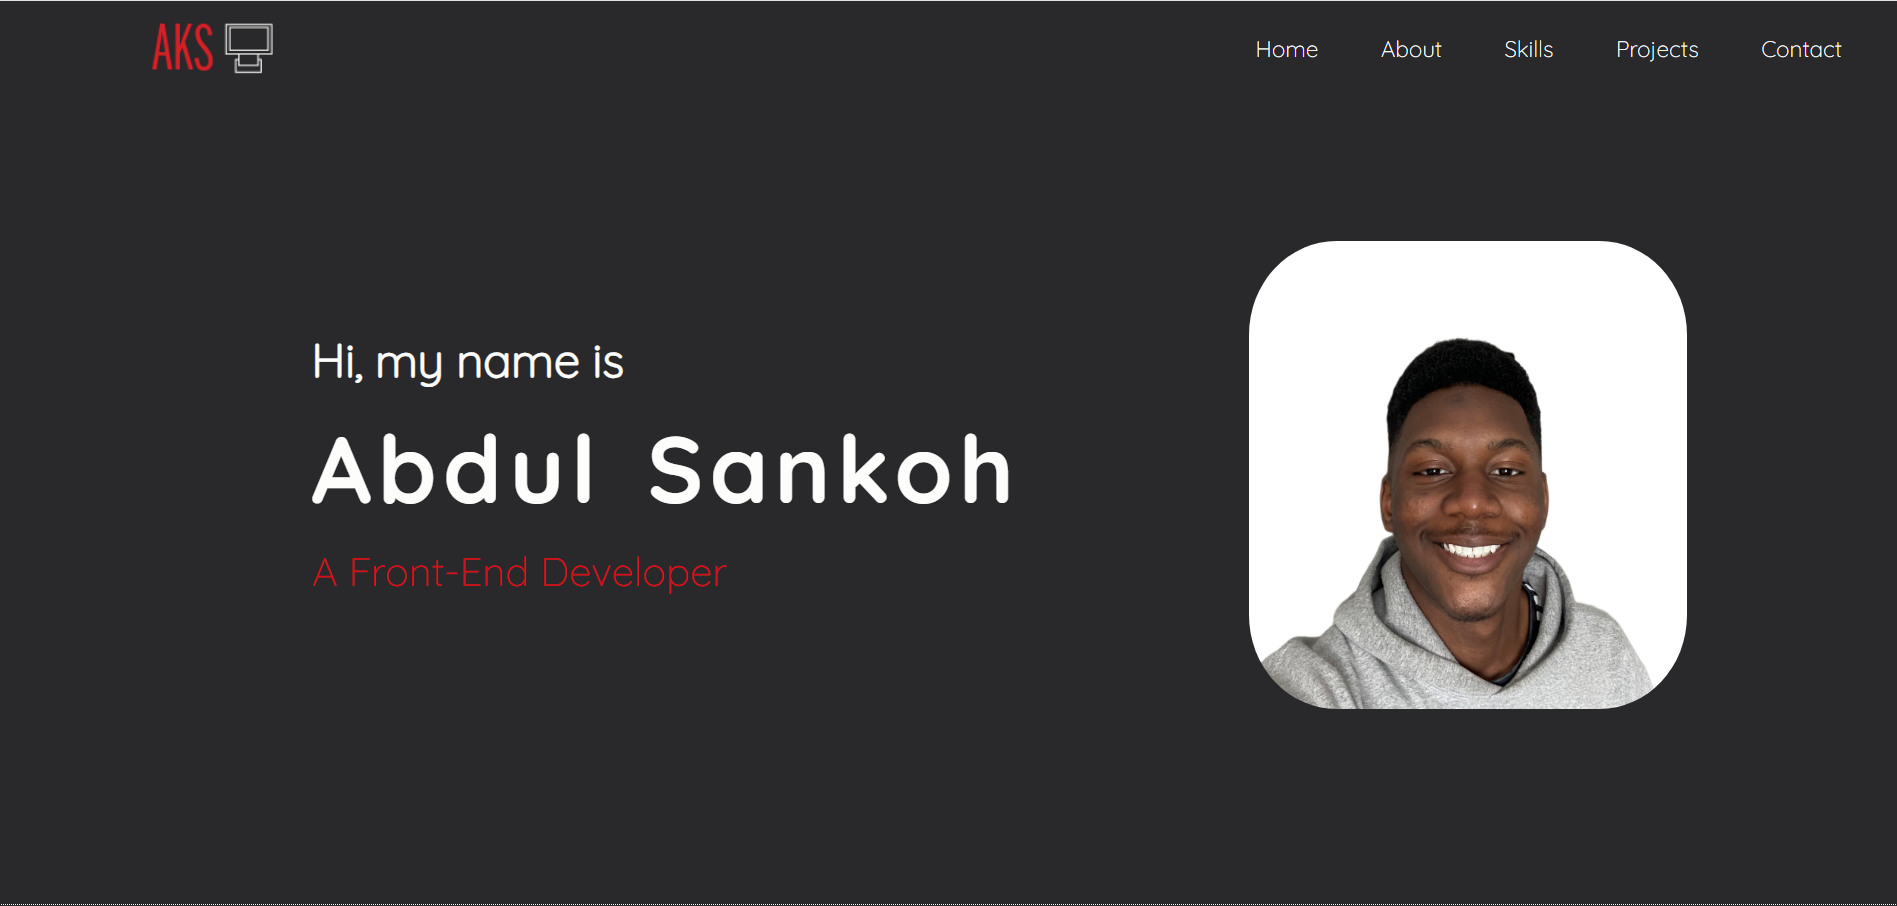 AKS
Home About Skills Projects Contact
Hi, my name is
Abdul Sankoh
A Front-End Developer